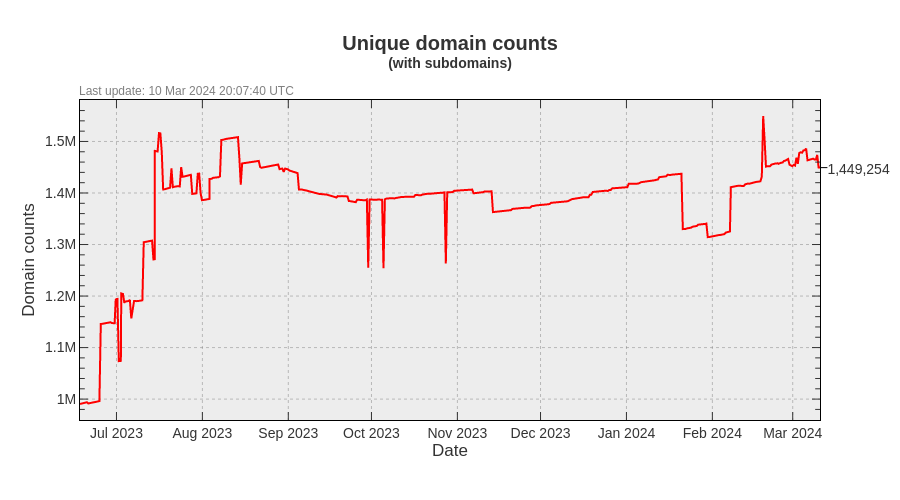 Unique domain counts
(with subdomains)
Last update: 10 Mar 2024 20:07:40 UTC
1.5M
1.4M
1.3M
1.2M
1.1M
1M
Domain counts
1,449,254
Jul 2023 Aug 2023 Sep 2023 Oct 2023 Nov 2023 Dec 2023 Jan 2024 Feb 2024 Mar 2024
Date